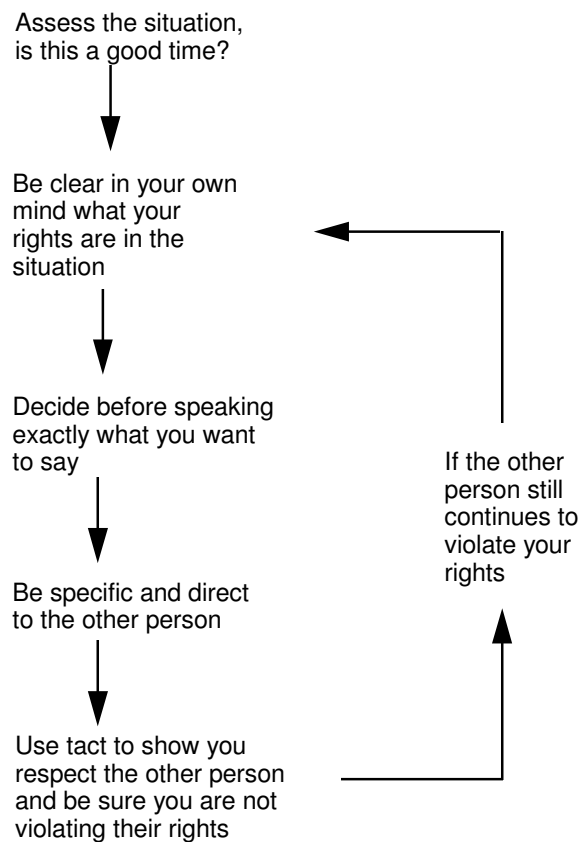 Assess the situation,
is this a good time?
Be clear in your own
mind what your
rights are in the
situation
Decide before speaking
exactly what you want
to say
Be specific and direct
to the other person
Use tact to show you
respect the other person
and be sure you are not
violating their rights
If the other
person still
continues to
violate your
rights